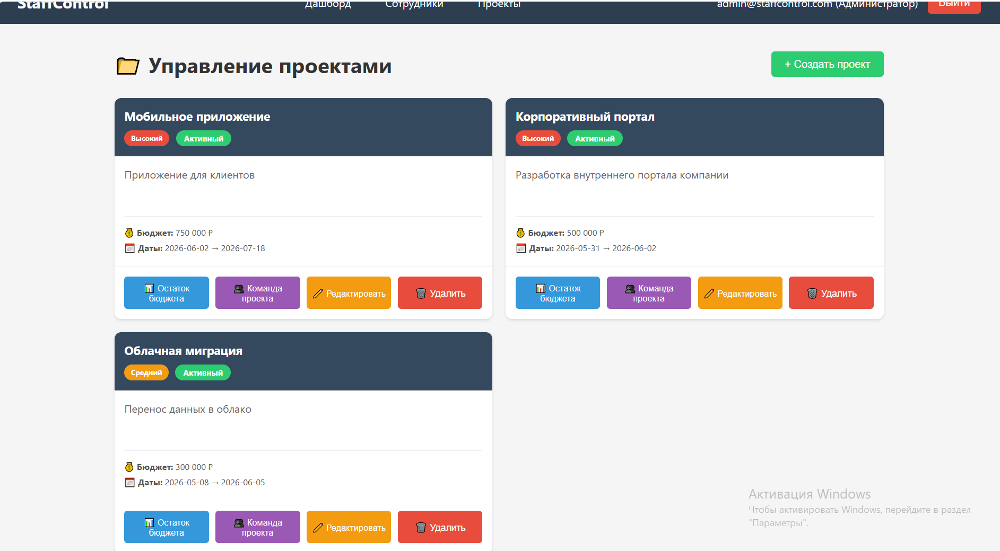 StaffControl
Дашборд
Сотрудники
Проекты
admin@staffcontrol.com (Администратор)
Выйти
Управление проектами
+ Создать проект
Мобильное приложение
Высокий
Активный
Приложение для клиентов
Бюджет: 750 000 ₽
Даты: 2026-06-02 → 2026-07-18
Остаток
бюджета
Команда
проекта
Редактировать
Удалить
Корпоративный портал
Высокий
Активный
Разработка внутреннего портала компании
Бюджет: 500 000 ₽
Даты: 2026-05-31 → 2026-06-02
Остаток
бюджета
Команда
проекта
Редактировать
Удалить
Облачная миграция
Средний
Активный
Перенос данных в облако
Бюджет: 300 000 ₽
Даты: 2026-05-08 → 2026-06-05
Остаток
бюджета
Команда
проекта
Редактировать
Удалить
Активация Windows
Чтобы активировать Windows, перейдите в раздел
"Параметры".